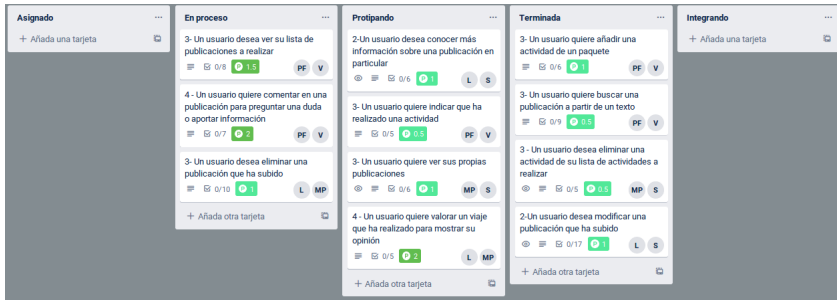 Asignado ...
+ Añada una tarjeta
En proceso ...
3- Un usuario desea ver su lista de
publicaciones a realizar
0/8 P 1.5 PF V
4 - Un usuario quiere comentar en una
publicación para preguntar una duda
o aportar información
0/7 P 2 PF V
3- Un usuario desea eliminar una
publicación que ha subido
0/10 P 1 L MP
+ Añada otra tarjeta
Protipando ...
2-Un usuario desea conocer más
información sobre una publicación en
particular
0/6 P 1 L S
3- Un usuario quiere indicar que ha
realizado una actividad
0/5 P 0.5 PF V
3- Un usuario quiere ver sus propias
publicaciones
0/6 P 1 MP S
4 - Un usuario quiere valorar un viaje
que ha realizado para mostrar su
opinión
0/5 P 2 L MP
+ Añada otra tarjeta
Terminada ...
3- Un usuario quiere añadir una
actividad de un paquete
0/6 P 1 PF V
3- Un usuario quiere buscar una
publicación a partir de un texto
0/9 P 0.5 PF V
3 - Un usuario desea eliminar una
actividad de su lista de actividades a
realizar
0/5 P 0.5 MP S
2-Un usuario desea modificar una
publicación que ha subido
0/17 P 1 L S
+ Añada otra tarjeta
Integrando ...
+ Añada una tarjeta